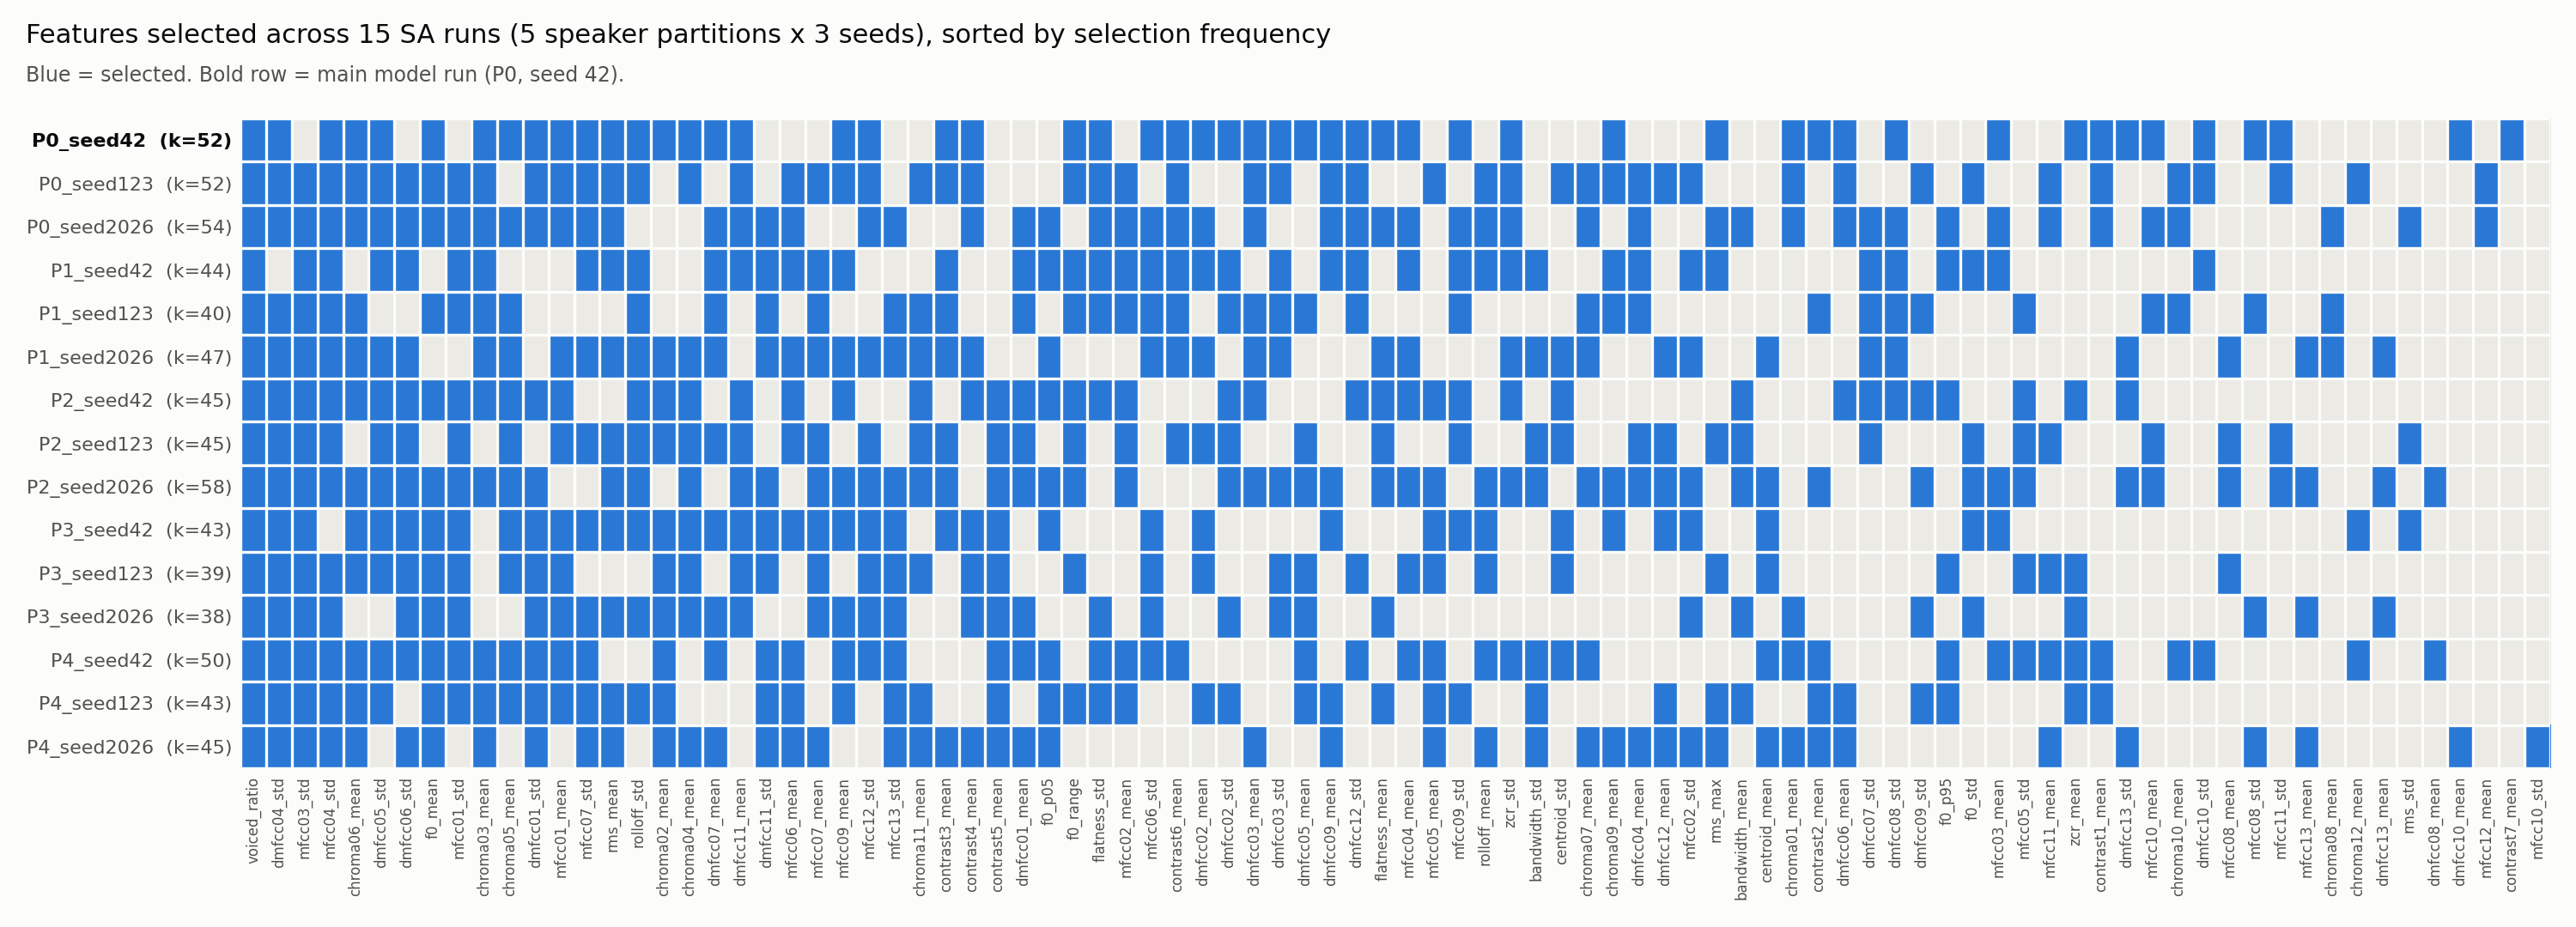 Features selected across 15 SA runs (5 speaker partitions x 3 seeds), sorted by selection frequency
Blue = selected. Bold row = main model run (P0, seed 42).
P0_seed42 (k=52)
P0_seed123 (k=52)
P0_seed2026 (k=54)
P1_seed42 (k=44)
P1_seed123 (k=40)
P1_seed2026 (k=47)
P2_seed42 (k=45)
P2_seed123 (k=45)
P2_seed2026 (k=58)
P3_seed42 (k=43)
P3_seed123 (k=39)
P3_seed2026 (k=38)
P4_seed42 (k=50)
P4_seed123 (k=43)
P4_seed2026 (k=45)
voiced_ratio
dmfcc04_std
mfcc03_std
mfcc04_std
chroma06_mean
dmfcc05_std
dmfcc06_std
f0_mean
mfcc01_std
chroma03_mean
chroma05_mean
dmfcc01_std
mfcc01_mean
mfcc07_std
rms_mean
rolloff_std
chroma02_mean
chroma04_mean
dmfcc07_mean
dmfcc11_mean
dmfcc11_std
mfcc06_mean
mfcc07_mean
mfcc09_mean
mfcc12_std
mfcc13_std
chroma11_mean
contrast3_mean
contrast4_mean
contrast5_mean
dmfcc01_mean
f0_p05
f0_range
flatness_std
mfcc02_mean
mfcc06_std
contrast6_mean
dmfcc02_mean
dmfcc02_std
dmfcc03_mean
dmfcc03_std
dmfcc05_mean
dmfcc09_mean
dmfcc12_std
flatness_mean
mfcc04_mean
mfcc05_mean
mfcc09_std
rolloff_mean
zcr_std
bandwidth_std
centroid_std
chroma07_mean
chroma09_mean
dmfcc04_mean
dmfcc12_mean
mfcc02_std
rms_max
bandwidth_mean
centroid_mean
chroma01_mean
contrast2_mean
dmfcc06_mean
dmfcc07_std
dmfcc08_std
dmfcc09_std
f0_p95
f0_std
mfcc03_mean
mfcc05_std
mfcc11_mean
zcr_mean
contrast1_mean
dmfcc13_std
mfcc10_mean
chroma10_mean
dmfcc10_std
mfcc08_mean
mfcc08_std
mfcc11_std
mfcc13_mean
chroma08_mean
chroma12_mean
dmfcc13_mean
rms_std
dmfcc08_mean
dmfcc10_mean
mfcc12_mean
contrast7_mean
mfcc10_std